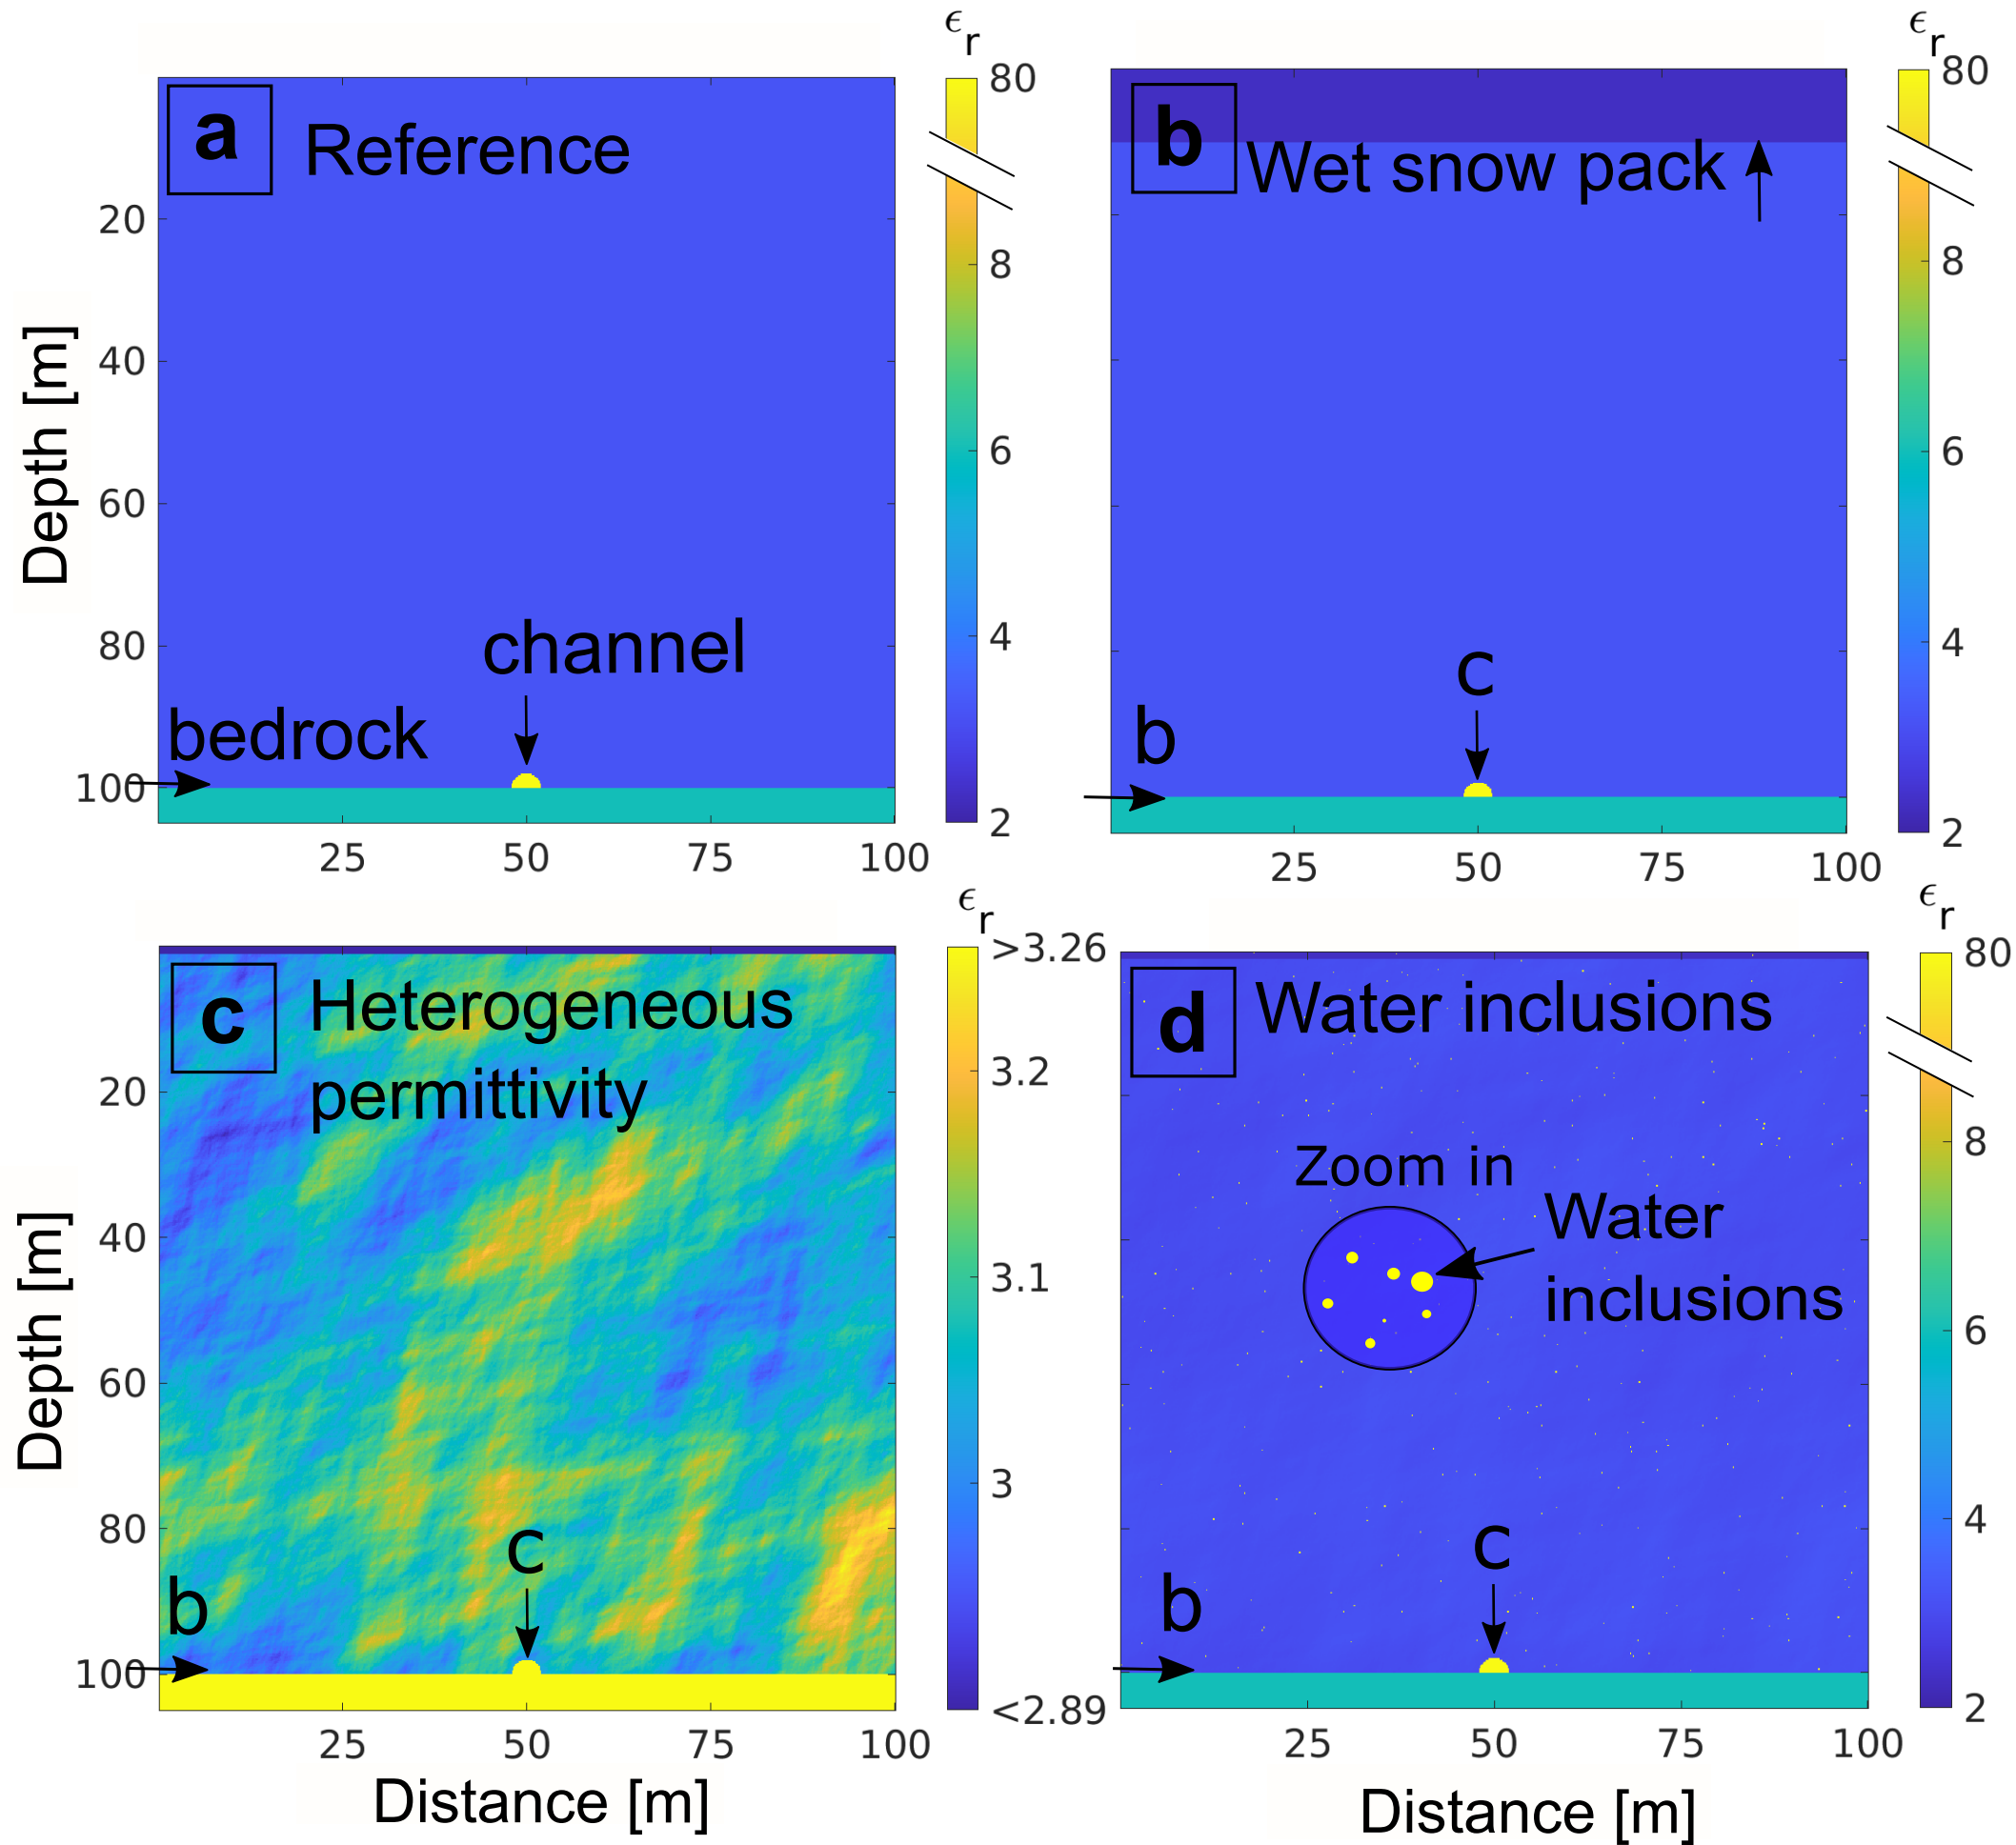 ϵr
80
a
Reference
8
6
4
2
20
40
60
80
100
Depth [m]
channel
bedrock
25
50
75
100
ϵr
80
b
Wet snow pack
8
6
4
2
c
b
25
50
75
100
ϵr
>3.26
c
Heterogeneous
permittivity
3.2
3.1
3
<2.89
20
40
60
80
100
Depth [m]
c
b
25
50
75
100
Distance [m]
ϵr
80
d
Water inclusions
8
6
4
2
Zoom in
Water
inclusions
c
b
25
50
75
100
Distance [m]